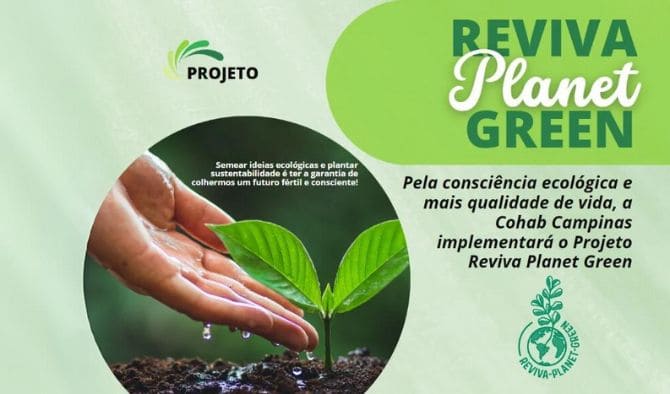 PROJETO
REVIVA
Planet
GREEN
Semear ideias ecológicas e plantar
sustentabilidade é ter a garantia de
colhermos um futuro fértil e consciente!
Pela consciência ecológica e
mais qualidade de vida, a
Cohab Campinas
implementará o Projeto
Reviva Planet Green
REVIVA-PLANET-GREEN